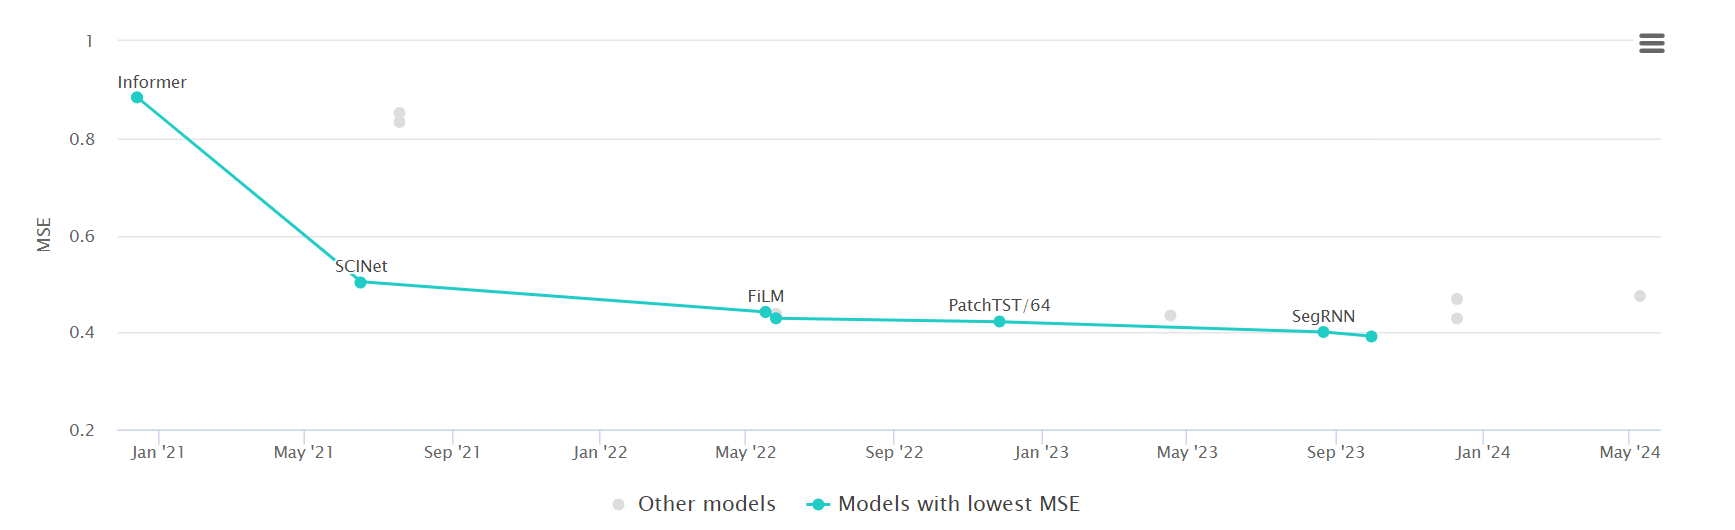 1
Informer
0.8
MSE
0.6
SCINet
FiLM
PatchTST/64
SegRNN
0.4
0.2
Jan '21 May '21 Sep '21 Jan '22 May '22 Sep '22 Jan '23 May '23 Sep '23 Jan '24 May '24
Other models Models with lowest MSE